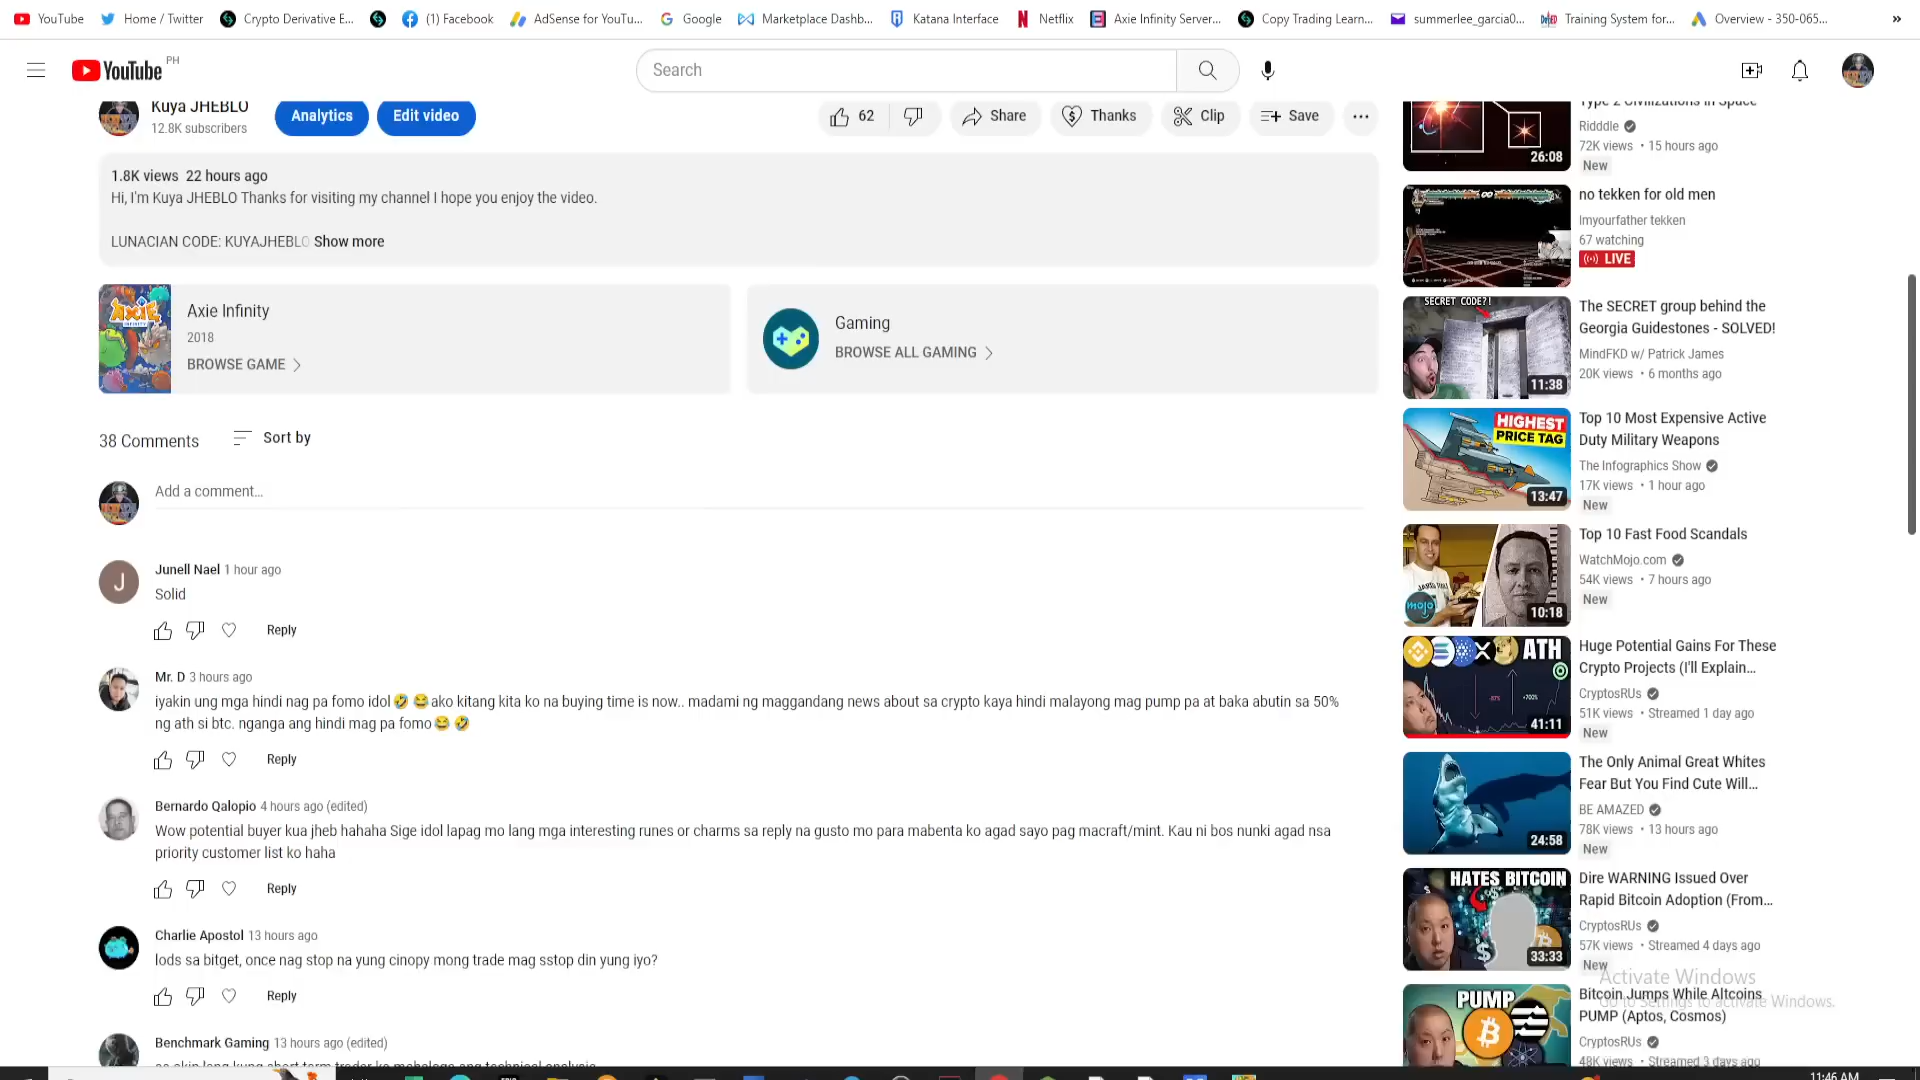 YouTube
Home / Twitter
Crypto Derivative E...
(1) Facebook
AdSense for YouTu...
Google
Marketplace Dashb...
Katana Interface
Netflix
Axie Infinity Server...
Copy Trading Learn...
summerlee_garcia0...
Training System for...
Overview - 350-065...
YouTube PH
Search
Kuya JHEBLO
12.8K subscribers
Analytics
Edit video
62
Share
Thanks
Clip
Save
1.8K views 22 hours ago
Hi, I'm Kuya JHEBLO Thanks for visiting my channel I hope you enjoy the video.
LUNACIAN CODE: KUYAJHEBLO Show more
Axie Infinity
2018
BROWSE GAME
Gaming
BROWSE ALL GAMING
38 Comments
Sort by
Add a comment...
J
Junell Nael 1 hour ago
Solid
Reply
Mr. D 3 hours ago
iyakin ung mga hindi nag pa fomo idol🤣 😂ako kitang kita ko na buying time is now.. madami ng maggandang news about sa crypto kaya hindi malayong mag pump pa at baka abutin sa 50%
ng ath si btc. nganga ang hindi mag pa fomo😂 🤣
Reply
Bernardo Qalopio 4 hours ago (edited)
Wow potential buyer kua jheb hahaha Sige idol lapag mo lang mga interesting runes or charms sa reply na gusto mo para mabenta ko agad sayo pag macraft/mint. Kau ni bos nunki agad nsa
priority customer list ko haha
Reply
Charlie Apostol 13 hours ago
lods sa bitget, once nag stop na yung cinopy mong trade mag sstop din yung iyo?
Reply
Benchmark Gaming 13 hours ago (edited)
Type 2 Civilizations in Space
Ridddle
72K views • 15 hours ago
New
26:08
no tekken for old men
Imyourfather tekken
67 watching
LIVE
SECRET CODE?!
11:38
The SECRET group behind the
Georgia Guidestones - SOLVED!
MindFKD w/ Patrick James
20K views • 6 months ago
HIGHEST
PRICE TAG
13:47
Top 10 Most Expensive Active
Duty Military Weapons
The Infographics Show
17K views • 1 hour ago
New
mojo
10:18
Top 10 Fast Food Scandals
WatchMojo.com
54K views • 7 hours ago
New
ATH
41:11
Huge Potential Gains For These
Crypto Projects (I'll Explain...
CryptosRUs
51K views • Streamed 1 day ago
New
24:58
The Only Animal Great Whites
Fear But You Find Cute Will...
BE AMAZED
78K views • 13 hours ago
New
HATES BITCOIN
33:33
Dire WARNING Issued Over
Rapid Bitcoin Adoption (From...
CryptosRUs
57K views • Streamed 4 days ago
New
Activate Windows
Go to Settings to activate Windows.
PUMP
Bitcoin Jumps While Altcoins
PUMP (Aptos, Cosmos)
CryptosRUs
48K views • Streamed 3 days ago
11:46 AM